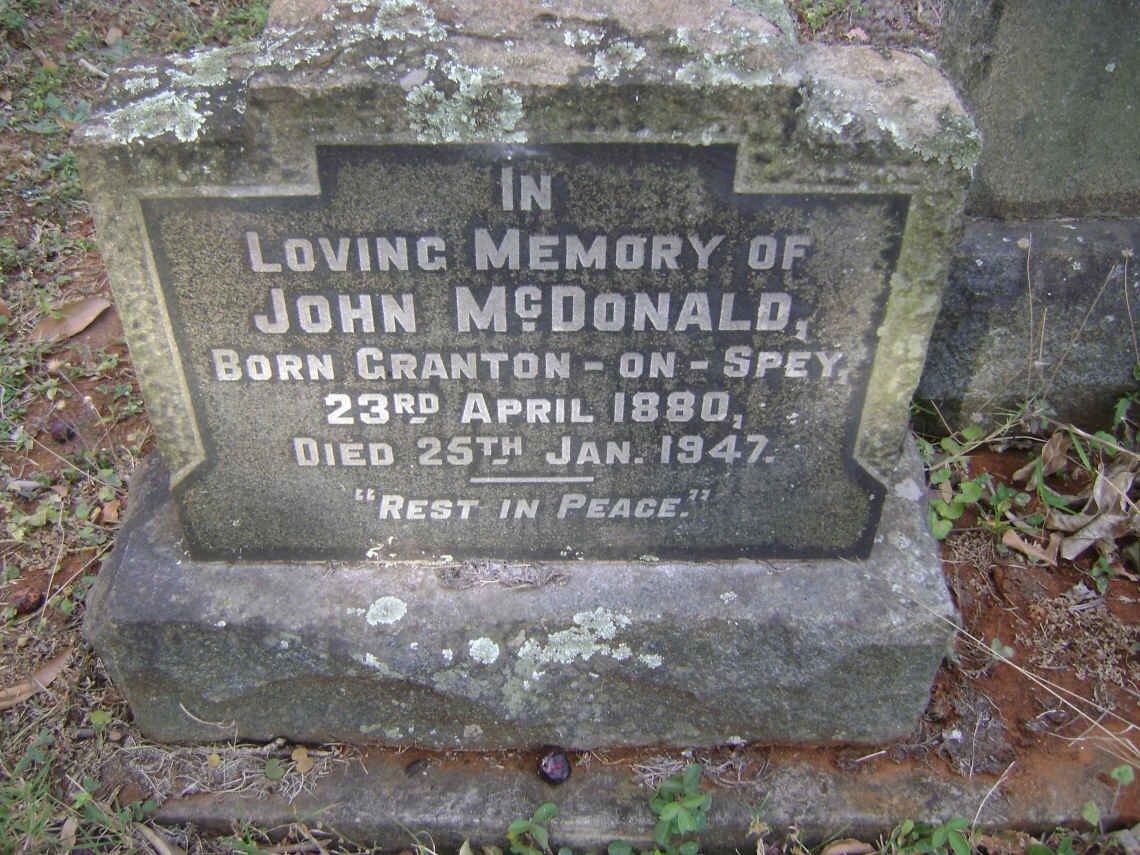 IN
LOVING MEMORY OF
JOHN McDONALD,
BORN GRANTON - ON - SPEY,
23RD APRIL 1880,
DIED 25TH JAN. 1947.
"REST IN PEACE."